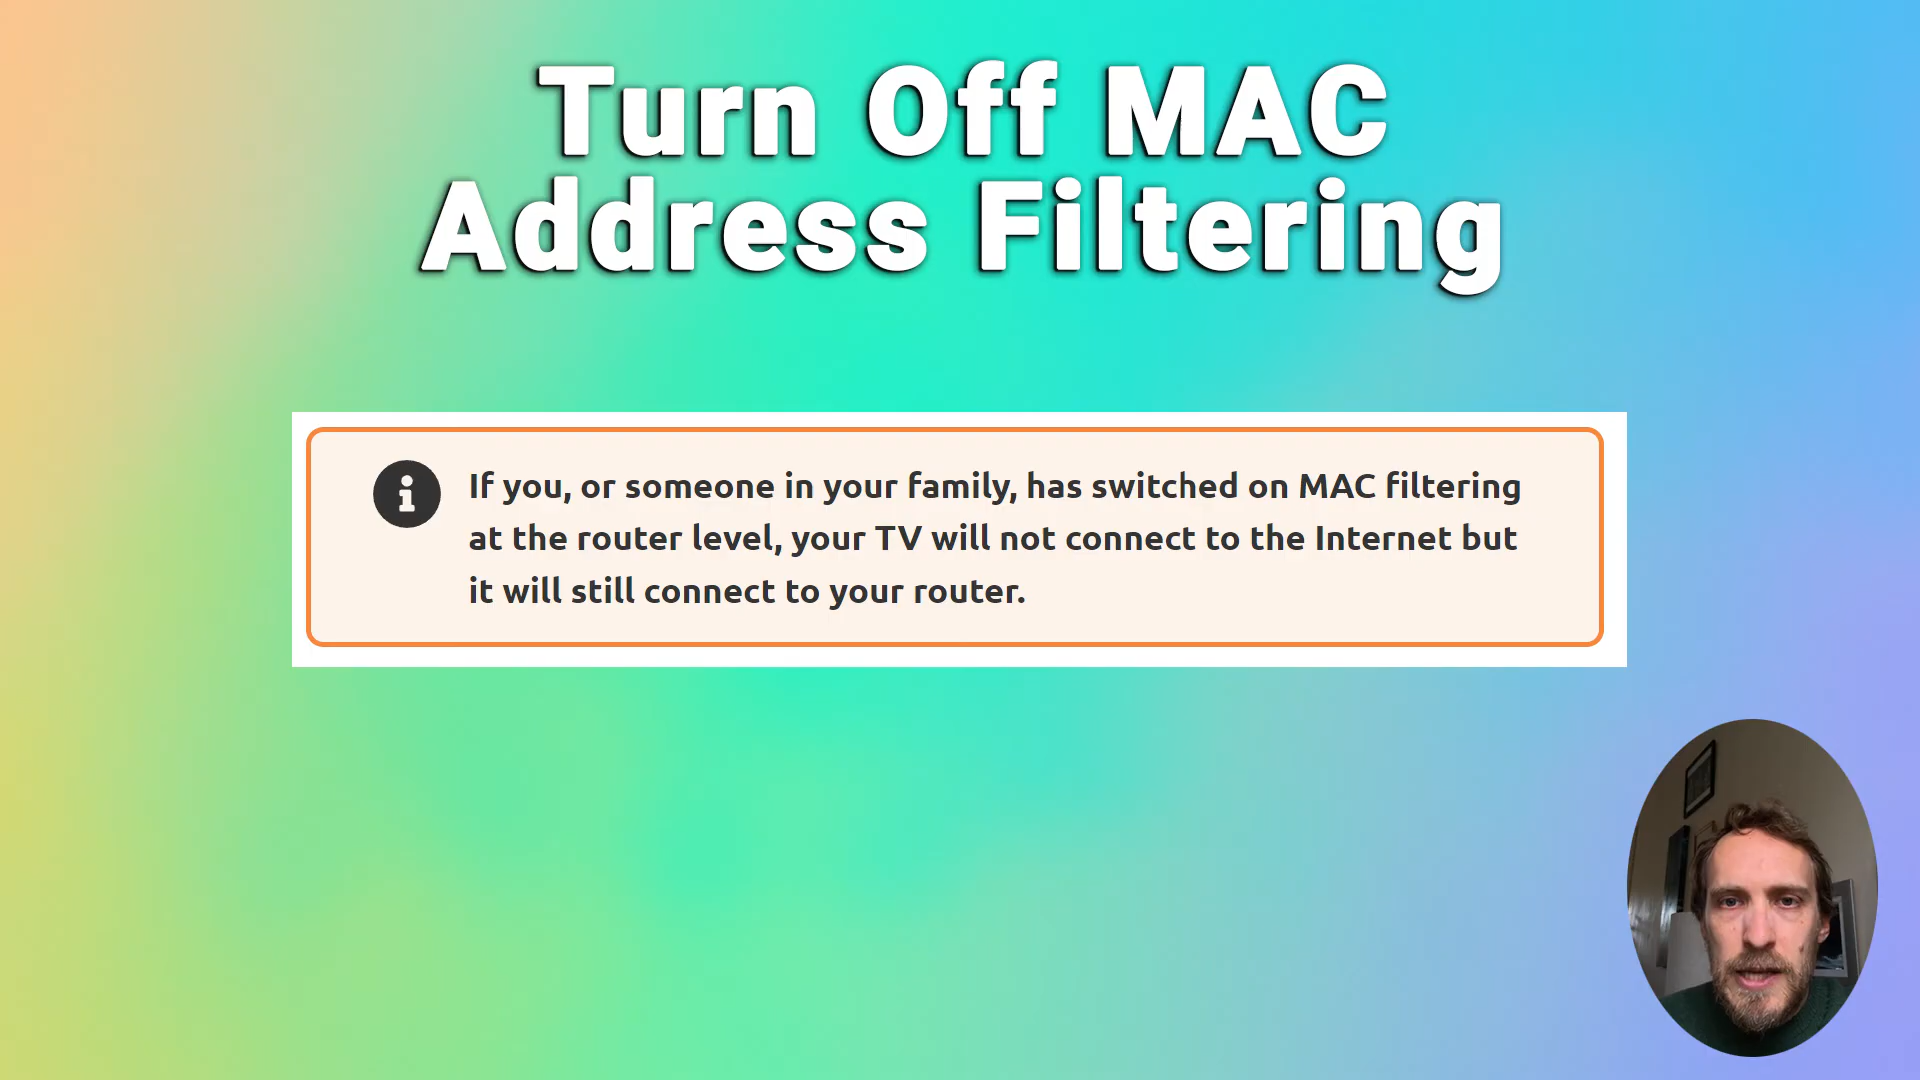 Turn Off MAC
Address Filtering
If you, or someone in your family, has switched on MAC filtering
at the router level, your TV will not connect to the Internet but
it will still connect to your router.